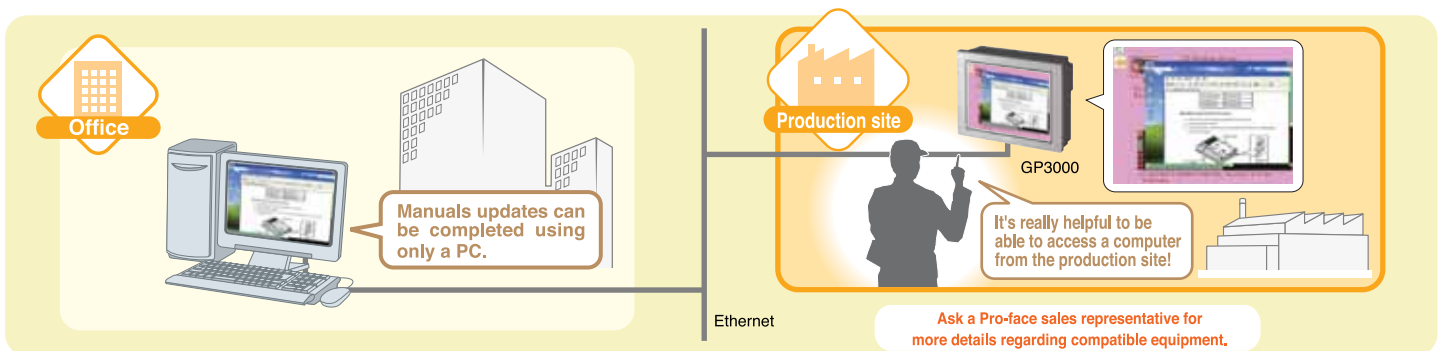 Office
Manuals updates can
be completed using
only a PC.
Ethernet
Production site
GP3000
It's really helpful to be
able to access a computer
from the production site!
Ask a Pro-face sales representative for
more details regarding compatible equipment.